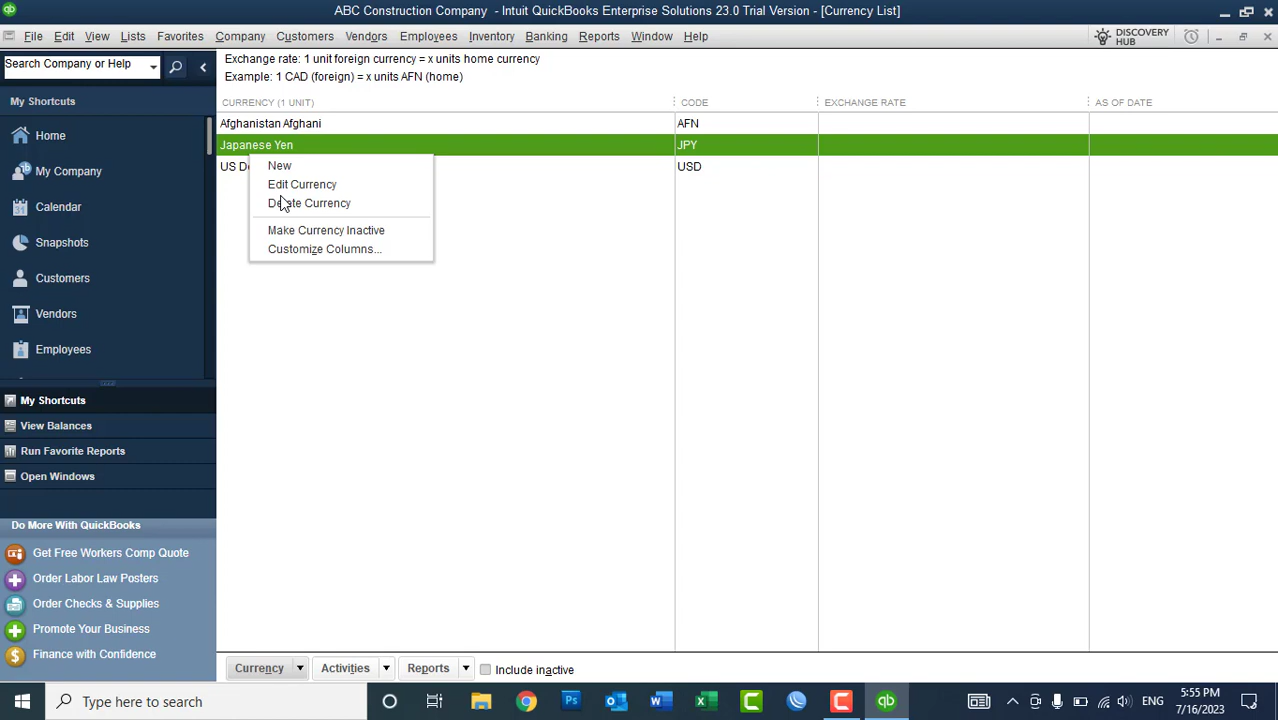 ABC Construction Company - Intuit QuickBooks Enterprise Solutions 23.0 Trial Version - [Currency List]
File Edit View Lists Favorites Company Customers Vendors Employees Inventory Banking Reports Window Help
DISCOVERY HUB
Search Company or Help
My Shortcuts
Home
My Company
Calendar
Snapshots
Customers
Vendors
Employees
My Shortcuts
View Balances
Run Favorite Reports
Open Windows
Do More With QuickBooks
Get Free Workers Comp Quote
Order Labor Law Posters
Order Checks & Supplies
Promote Your Business
Finance with Confidence
Exchange rate: 1 unit foreign currency = x units home currency
Example: 1 CAD (foreign) = x units AFN (home)
CURRENCY (1 UNIT) CODE EXCHANGE RATE AS OF DATE
Afghanistan Afghani AFN
Japanese Yen JPY
US USD
New
Edit Currency
Delete Currency
Make Currency Inactive
Customize Columns...
Currency Activities Reports Include inactive
Type here to search
ENG
5:55 PM
7/16/2023